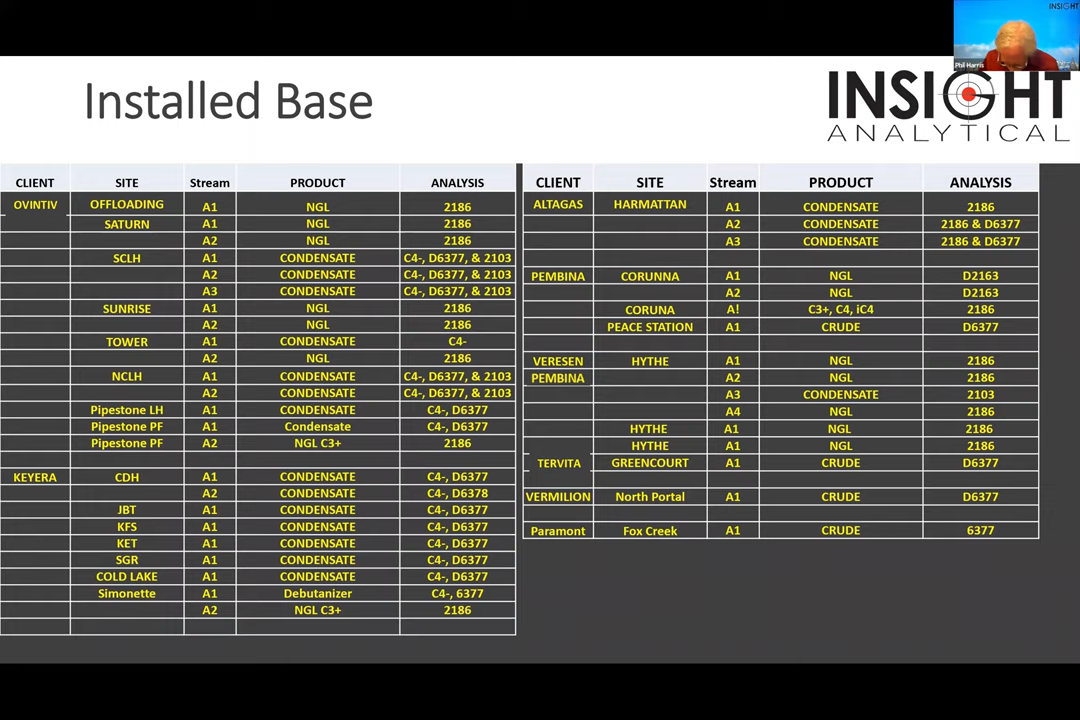 INSIGHT
Phil Harris
Installed Base
INSIGHT
ANALYTICAL
CLIENT SITE Stream PRODUCT ANALYSIS
OVINTIV OFFLOADING A1 NGL 2186
SATURN A1 NGL 2186
A2 NGL 2186
SCLH A1 CONDENSATE C4-, D6377, & 2103
A2 CONDENSATE C4-, D6377, & 2103
A3 CONDENSATE C4-, D6377, & 2103
SUNRISE A1 NGL 2186
A2 NGL 2186
TOWER A1 CONDENSATE C4-
A2 NGL 2186
NCLH A1 CONDENSATE C4-, D6377, & 2103
A2 CONDENSATE C4-, D6377, & 2103
Pipestone LH A1 CONDENSATE C4-, D6377
Pipestone PF A1 Condensate C4-, D6377
Pipestone PF A2 NGL C3+ 2186
KEYERA CDH A1 CONDENSATE C4-, D6377
A2 CONDENSATE C4-, D6378
JBT A1 CONDENSATE C4-, D6377
KFS A1 CONDENSATE C4-, D6377
KET A1 CONDENSATE C4-, D6377
SGR A1 CONDENSATE C4-, D6377
COLD LAKE A1 CONDENSATE C4-, D6377
Simonette A1 Debutanizer C4-, 6377
A2 NGL C3+ 2186
CLIENT SITE Stream PRODUCT ANALYSIS
ALTAGAS HARMATTAN A1 CONDENSATE 2186
A2 CONDENSATE 2186 & D6377
A3 CONDENSATE 2186 & D6377
PEMBINA CORUNNA A1 NGL D2163
A2 NGL D2163
CORUNA A! C3+, C4, iC4 2186
PEACE STATION A1 CRUDE D6377
VERESEN HYTHE A1 NGL 2186
PEMBINA A2 NGL 2186
A3 CONDENSATE 2103
A4 NGL 2186
HYTHE A1 NGL 2186
HYTHE A1 NGL 2186
TERVITA GREENCOURT A1 CRUDE D6377
VERMILION North Portal A1 CRUDE D6377
Paramont Fox Creek A1 CRUDE 6377